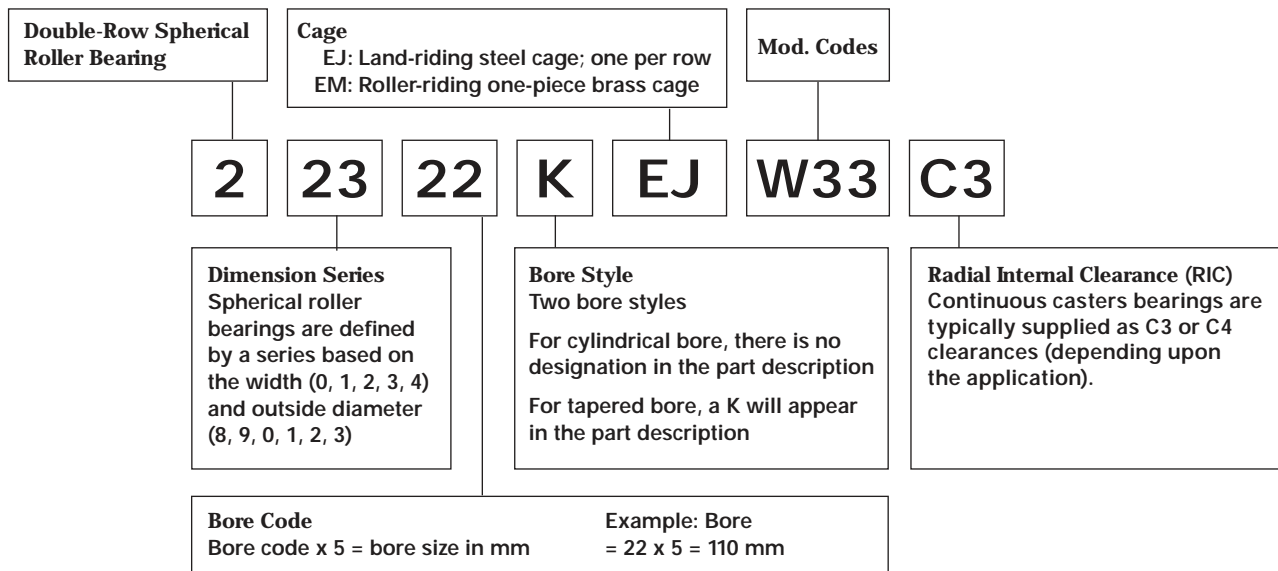 Double-Row Spherical
Roller Bearing
Cage
EJ: Land-riding steel cage; one per row
EM: Roller-riding one-piece brass cage
Mod. Codes
2 23 22 K EJ W33 C3
Dimension Series
Spherical roller
bearings are defined
by a series based on
the width (0, 1, 2, 3, 4)
and outside diameter
(8, 9, 0, 1, 2, 3)
Bore Style
Two bore styles
For cylindrical bore, there is no
designation in the part description
For tapered bore, a K will appear
in the part description
Radial Internal Clearance (RIC)
Continuous casters bearings are
typically supplied as C3 or C4
clearances (depending upon
the application).
Bore Code
Bore code x 5 = bore size in mm
Example: Bore
= 22 x 5 = 110 mm